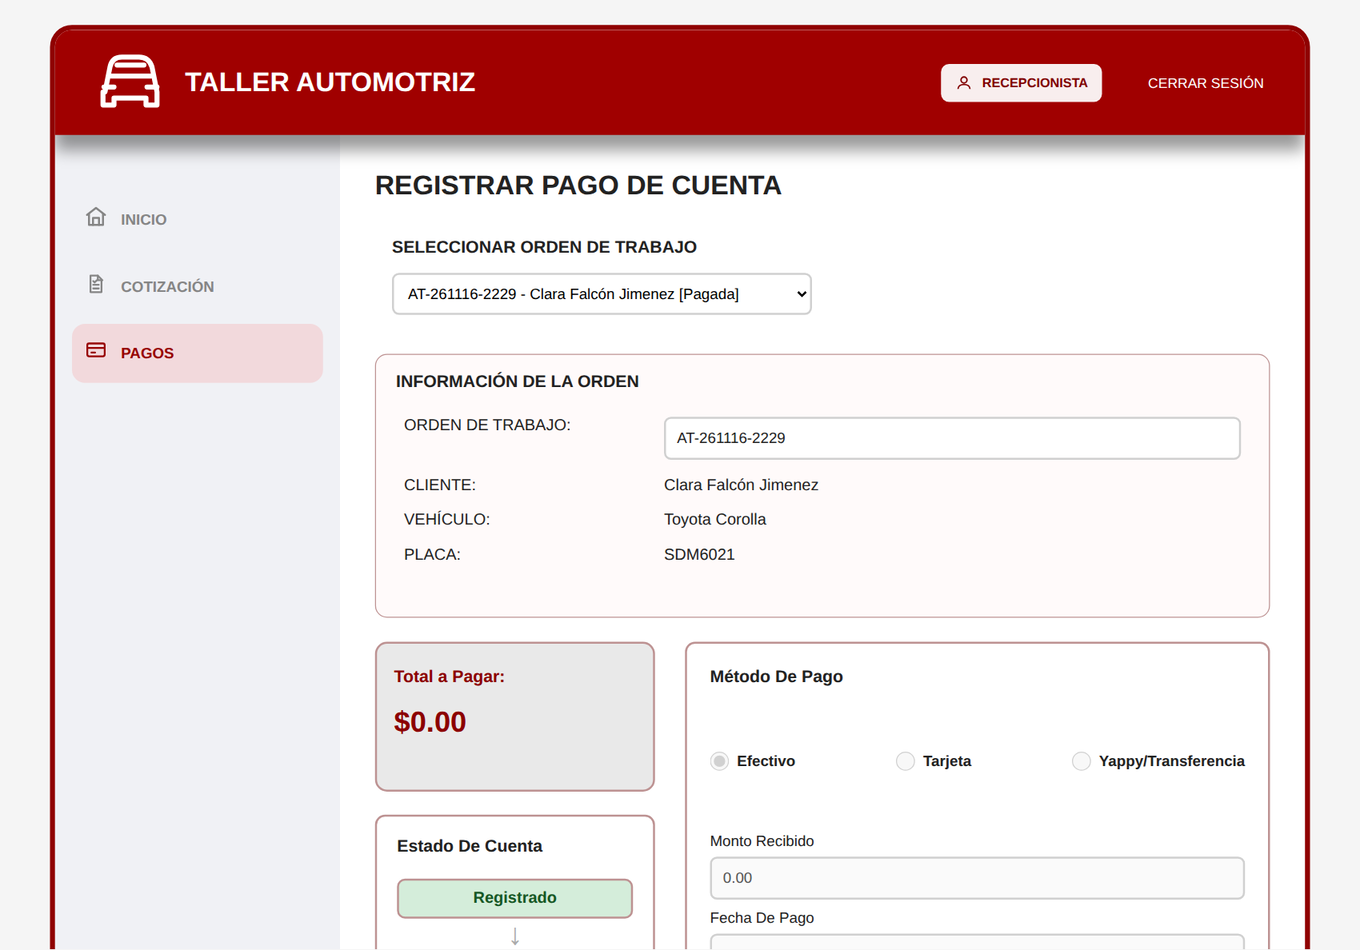 TALLER AUTOMOTRIZ
RECEPCIONISTA
CERRAR SESIÓN
INICIO
COTIZACIÓN
PAGOS
REGISTRAR PAGO DE CUENTA
SELECCIONAR ORDEN DE TRABAJO
AT-261116-2229 - Clara Falcón Jimenez [Pagada]
INFORMACIÓN DE LA ORDEN
ORDEN DE TRABAJO: AT-261116-2229
CLIENTE: Clara Falcón Jimenez
VEHÍCULO: Toyota Corolla
PLACA: SDM6021
Total a Pagar:
$0.00
Estado De Cuenta
Registrado
↓
Método De Pago
Efectivo Tarjeta Yappy/Transferencia
Monto Recibido
0.00
Fecha De Pago